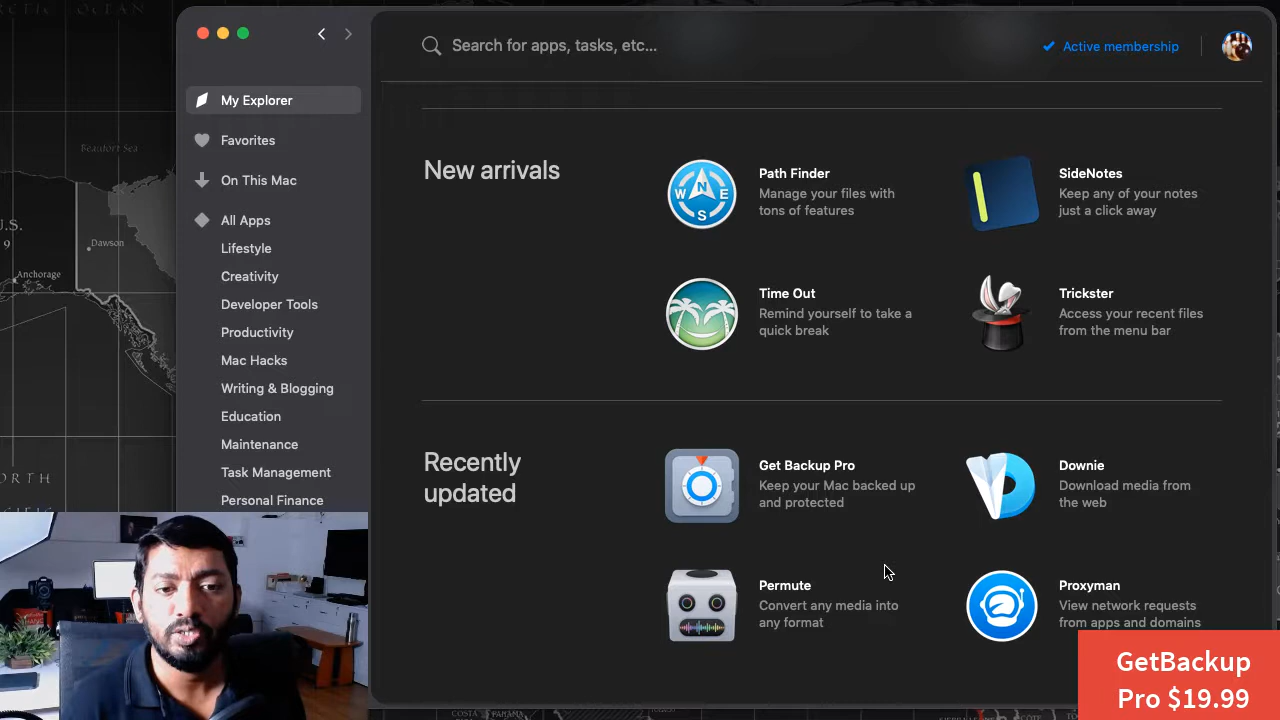 Search for apps, tasks, etc...
Active membership
My Explorer
Favorites
On This Mac
All Apps
Lifestyle
Creativity
Developer Tools
Productivity
Mac Hacks
Writing & Blogging
Education
Maintenance
Task Management
Personal Finance
New arrivals
Path Finder
Manage your files with
tons of features
SideNotes
Keep any of your notes
just a click away
Time Out
Remind yourself to take a
quick break
Trickster
Access your recent files
from the menu bar
Recently
updated
Get Backup Pro
Keep your Mac backed up
and protected
Downie
Download media from
the web
Permute
Convert any media into
any format
Proxyman
View network requests
from apps and domains
GetBackup
Pro $19.99
N
W
E
S
Beaufort Sea
Dawson
Anchorage
U.S.
9